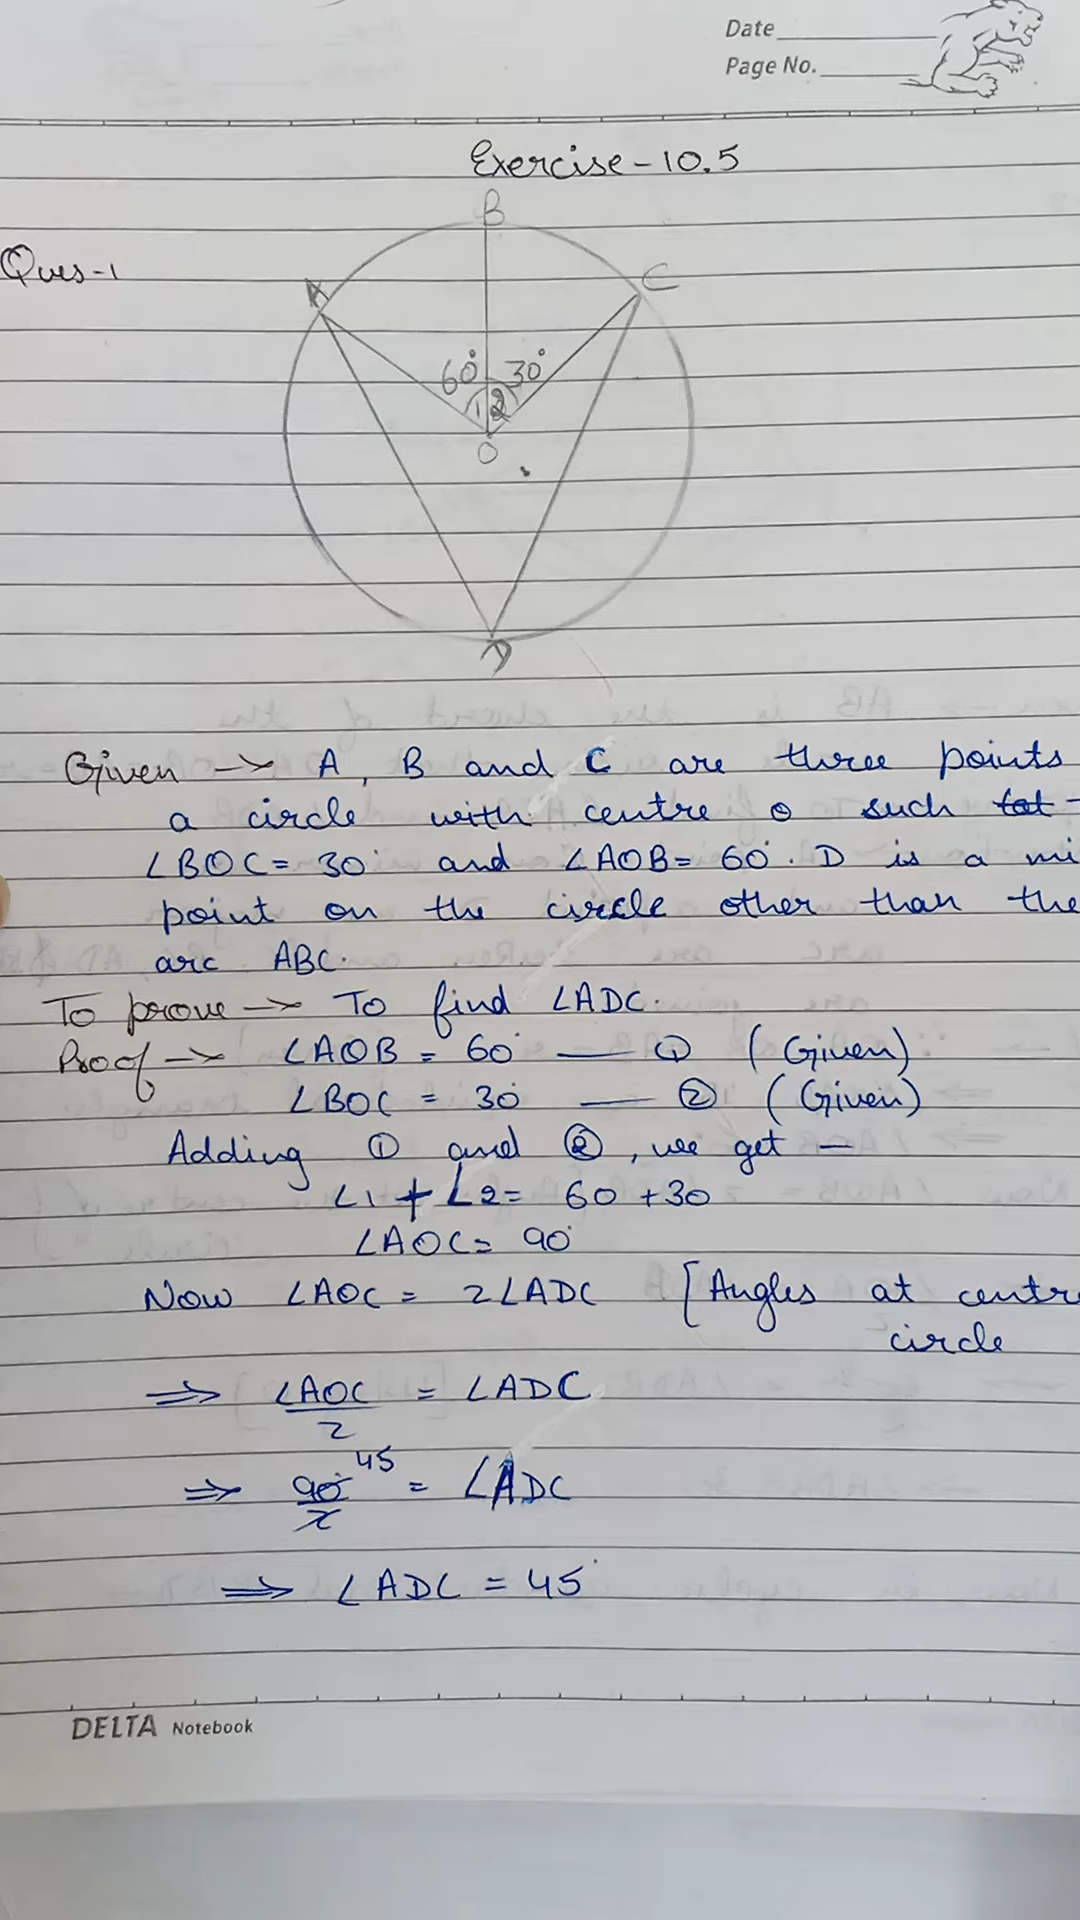 Date
Page No.
Exercise - 10.5
B
Ques-1
A
C
60° 30°
1 2
O
D
Given → A, B and C are three points
a circle with centre O such
∠BOC = 30° and ∠AOB = 60°. D is a
point on the circle other than the
arc ABC.
To prove → To find ∠ADC.
Proof → ∠AOB = 60° — ① (Given)
∠BOC = 30° — ② (Given)
Adding ① and ②, we get —
∠1 + ∠2 = 60 + 30
∠AOC = 90°
Now ∠AOC = 2∠ADC [Angles at centre
circle
⇒ ∠AOC/2 = ∠ADC
45
⇒ 90°/2 = ∠ADC
⇒ ∠ADC = 45°
DELTA Notebook